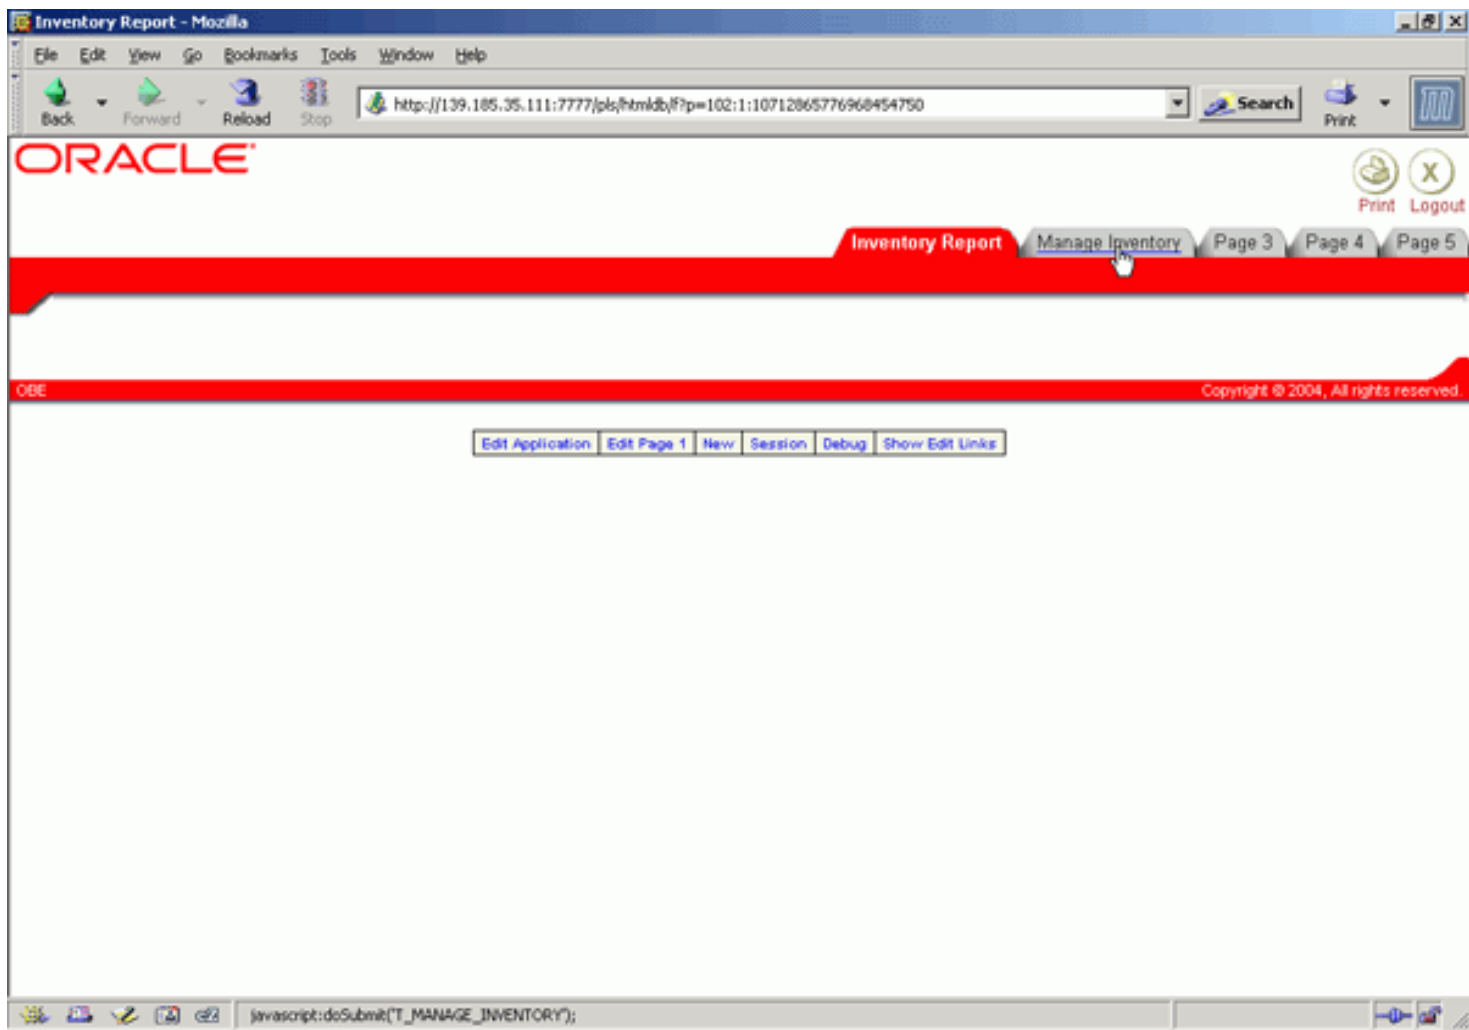 Inventory Report - Mozilla
File Edit View Go Bookmarks Tools Window Help
Back Forward Reload Stop http://139.185.35.111:7777/pls/htmldb/f?p=102:1:10712865776968454750 Search Print
ORACLE
Print Logout
Inventory Report Manage Inventory Page 3 Page 4 Page 5
OBE Copyright © 2004, All rights reserved.
Edit Application Edit Page 1 New Session Debug Show Edit Links
javascript:doSubmit('T_MANAGE_INVENTORY');